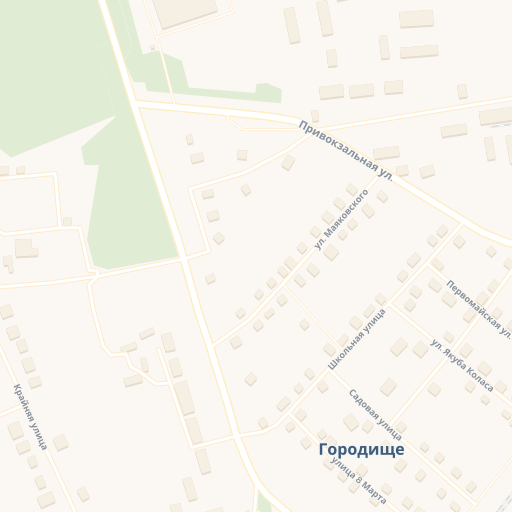 Привокзальная ул.
ул. Маяковского
Первомайская ул.
Школьная улица
ул. Якуба Коласа
Крайняя улица
Садовая улица
Городище
улица 8 Марта